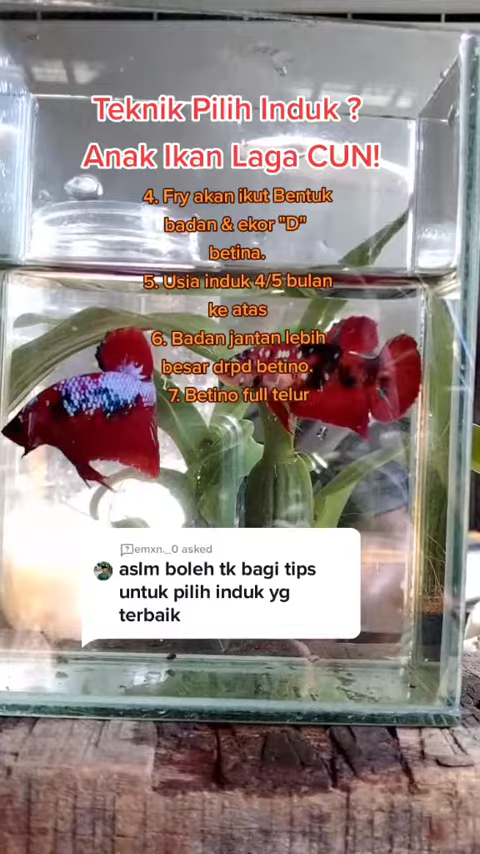 Teknik Pilih Induk ?
Anak Ikan Laga CUN!
4. Fry akan ikut Bentuk
badan & ekor "D"
betina.
5. Usia induk 4/5 bulan
ke atas
6. Badan jantan lebih
besar drpd betino.
7. Betino full telur
emxn._0 asked
aslm boleh tk bagi tips
untuk pilih induk yg
terbaik